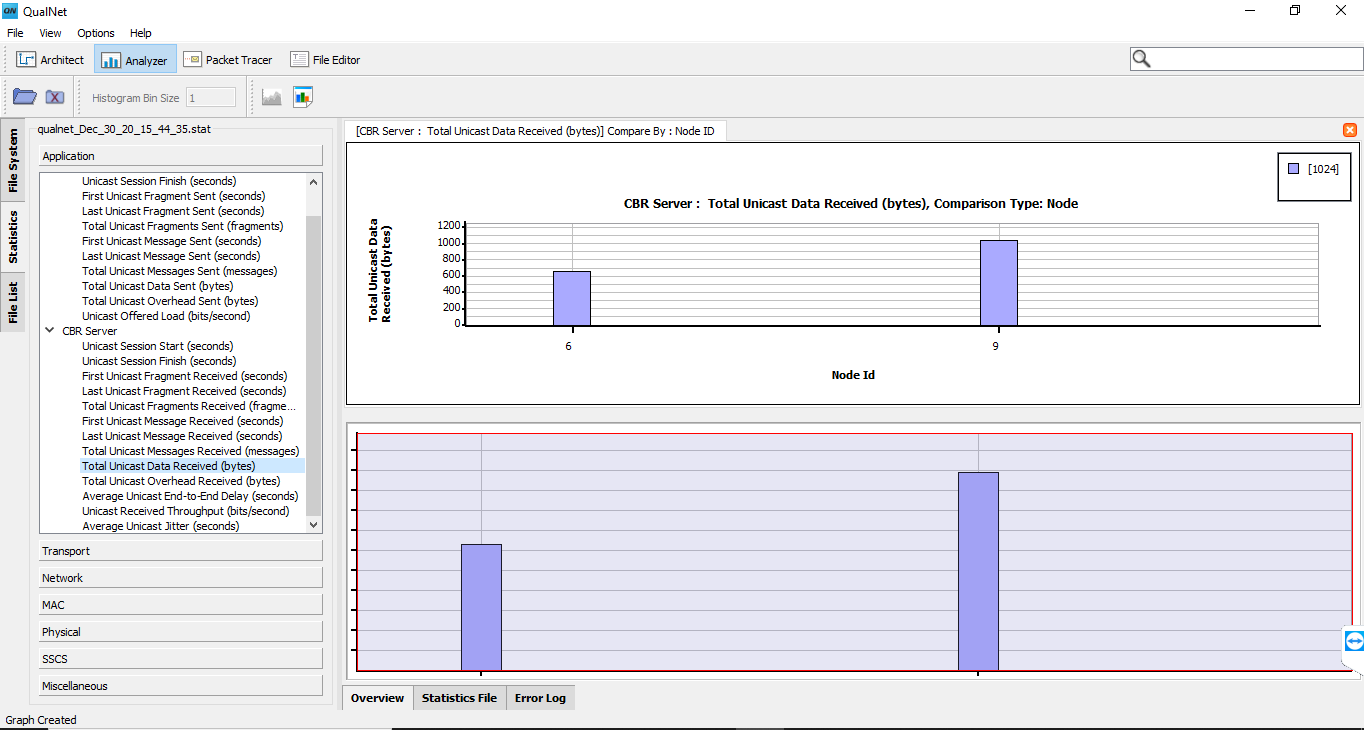 QN QualNet
File View Options Help
Architect Analyzer Packet Tracer File Editor
Histogram Bin Size 1
File System
Statistics
File List
qualnet_Dec_30_20_15_44_35.stat
Application
Unicast Session Finish (seconds)
First Unicast Fragment Sent (seconds)
Last Unicast Fragment Sent (seconds)
Total Unicast Fragments Sent (fragments)
First Unicast Message Sent (seconds)
Last Unicast Message Sent (seconds)
Total Unicast Messages Sent (messages)
Total Unicast Data Sent (bytes)
Total Unicast Overhead Sent (bytes)
Unicast Offered Load (bits/second)
CBR Server
Unicast Session Start (seconds)
Unicast Session Finish (seconds)
First Unicast Fragment Received (seconds)
Last Unicast Fragment Received (seconds)
Total Unicast Fragments Received (fragme...
First Unicast Message Received (seconds)
Last Unicast Message Received (seconds)
Total Unicast Messages Received (messages)
Total Unicast Data Received (bytes)
Total Unicast Overhead Received (bytes)
Average Unicast End-to-End Delay (seconds)
Unicast Received Throughput (bits/second)
Average Unicast Jitter (seconds)
Transport
Network
MAC
Physical
SSCS
Miscellaneous
[CBR Server : Total Unicast Data Received (bytes)] Compare By : Node ID
[1024]
CBR Server : Total Unicast Data Received (bytes), Comparison Type: Node
Total Unicast Data
Received (bytes)
1200
1000
800
600
400
200
0
6 9
Node Id
Overview Statistics File Error Log
Graph Created